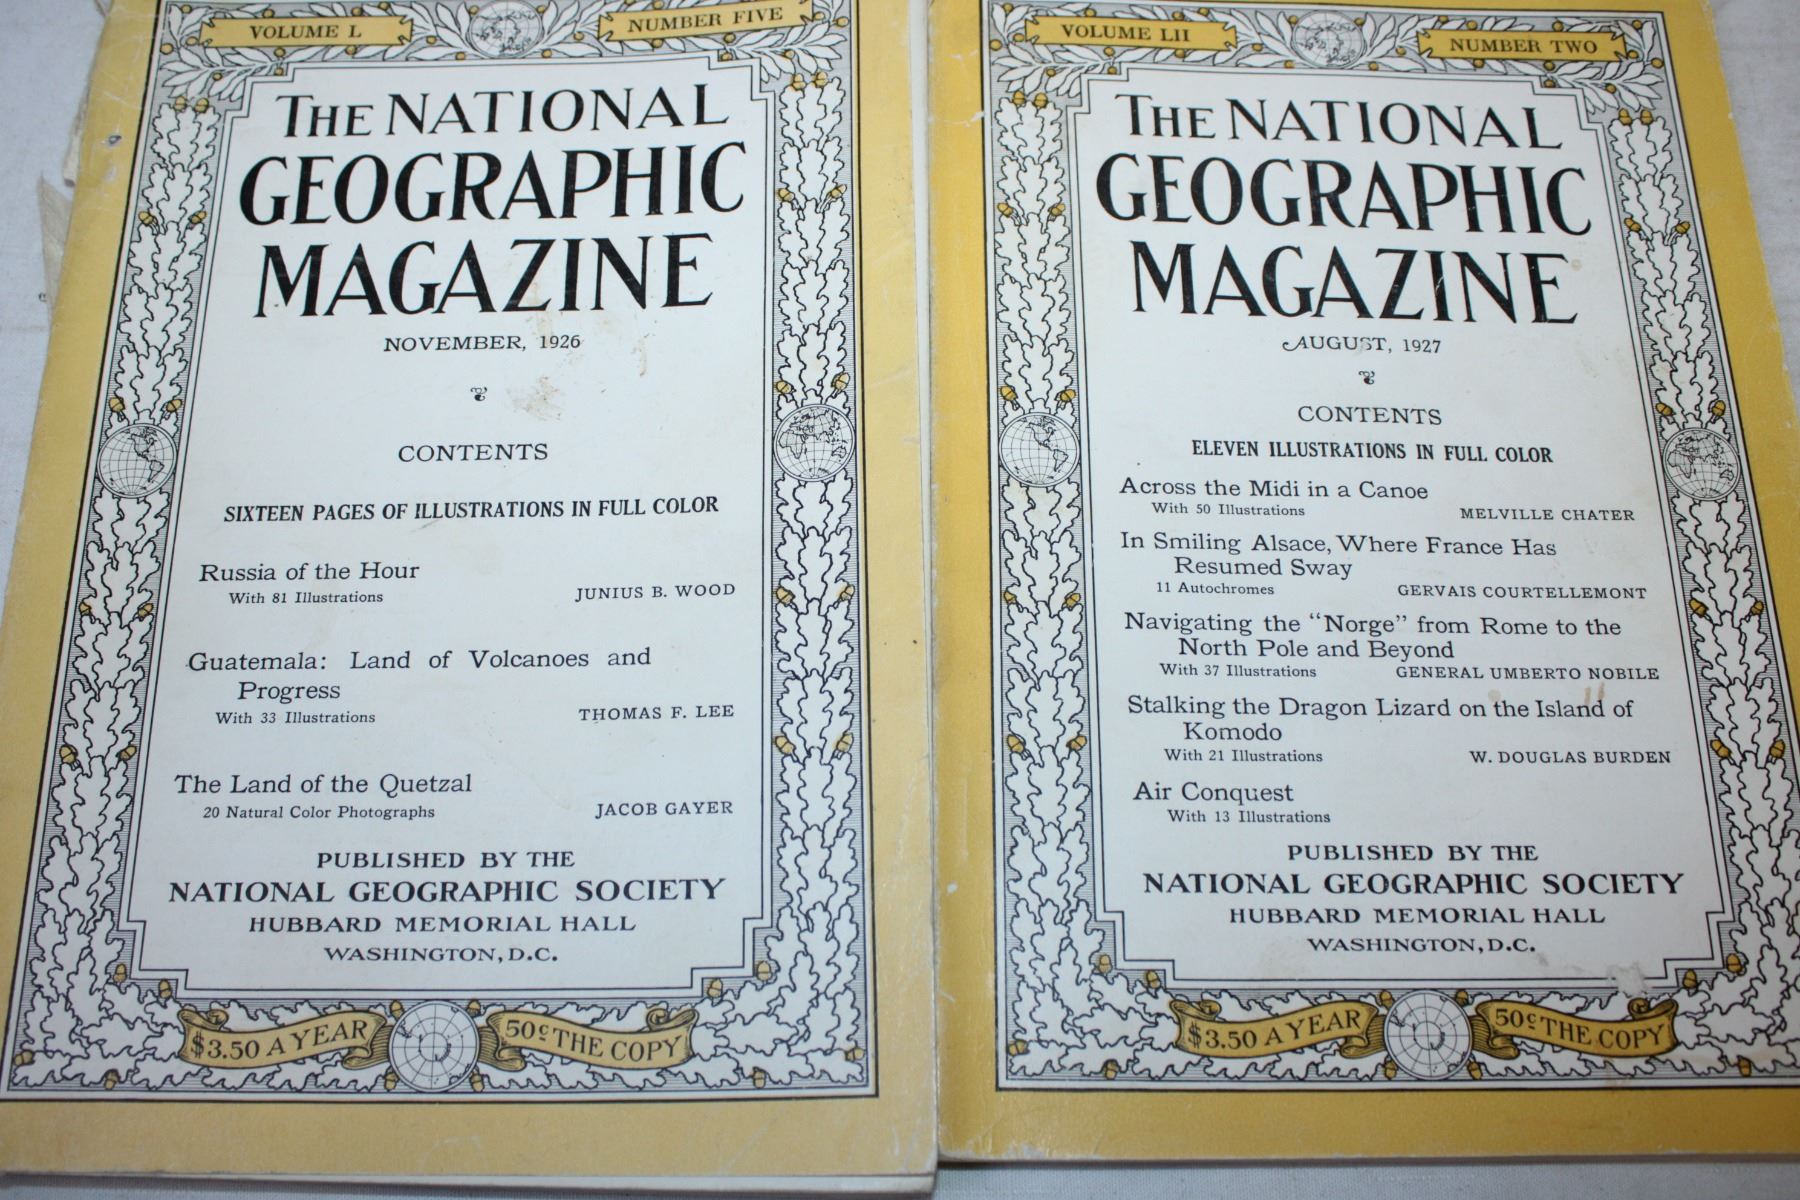 VOLUME L
NUMBER FIVE
THE NATIONAL
GEOGRAPHIC
MAGAZINE
NOVEMBER, 1926
CONTENTS
SIXTEEN PAGES OF ILLUSTRATIONS IN FULL COLOR
Russia of the Hour
With 81 Illustrations
JUNIUS B. WOOD
Guatemala: Land of Volcanoes and
Progress
With 33 Illustrations
THOMAS F. LEE
The Land of the Quetzal
20 Natural Color Photographs
JACOB GAYER
PUBLISHED BY THE
NATIONAL GEOGRAPHIC SOCIETY
HUBBARD MEMORIAL HALL
WASHINGTON, D.C.
$3.50 A YEAR
50c THE COPY
VOLUME LII
NUMBER TWO
THE NATIONAL
GEOGRAPHIC
MAGAZINE
AUGUST, 1927
CONTENTS
ELEVEN ILLUSTRATIONS IN FULL COLOR
Across the Midi in a Canoe
With 50 Illustrations
MELVILLE CHATER
In Smiling Alsace, Where France Has
Resumed Sway
11 Autochromes
GERVAIS COURTELLEMONT
Navigating the "Norge" from Rome to the
North Pole and Beyond
With 37 Illustrations
GENERAL UMBERTO NOBILE
Stalking the Dragon Lizard on the Island of
Komodo
With 21 Illustrations
W. DOUGLAS BURDEN
Air Conquest
With 13 Illustrations
PUBLISHED BY THE
NATIONAL GEOGRAPHIC SOCIETY
HUBBARD MEMORIAL HALL
WASHINGTON, D.C.
$3.50 A YEAR
50c THE COPY